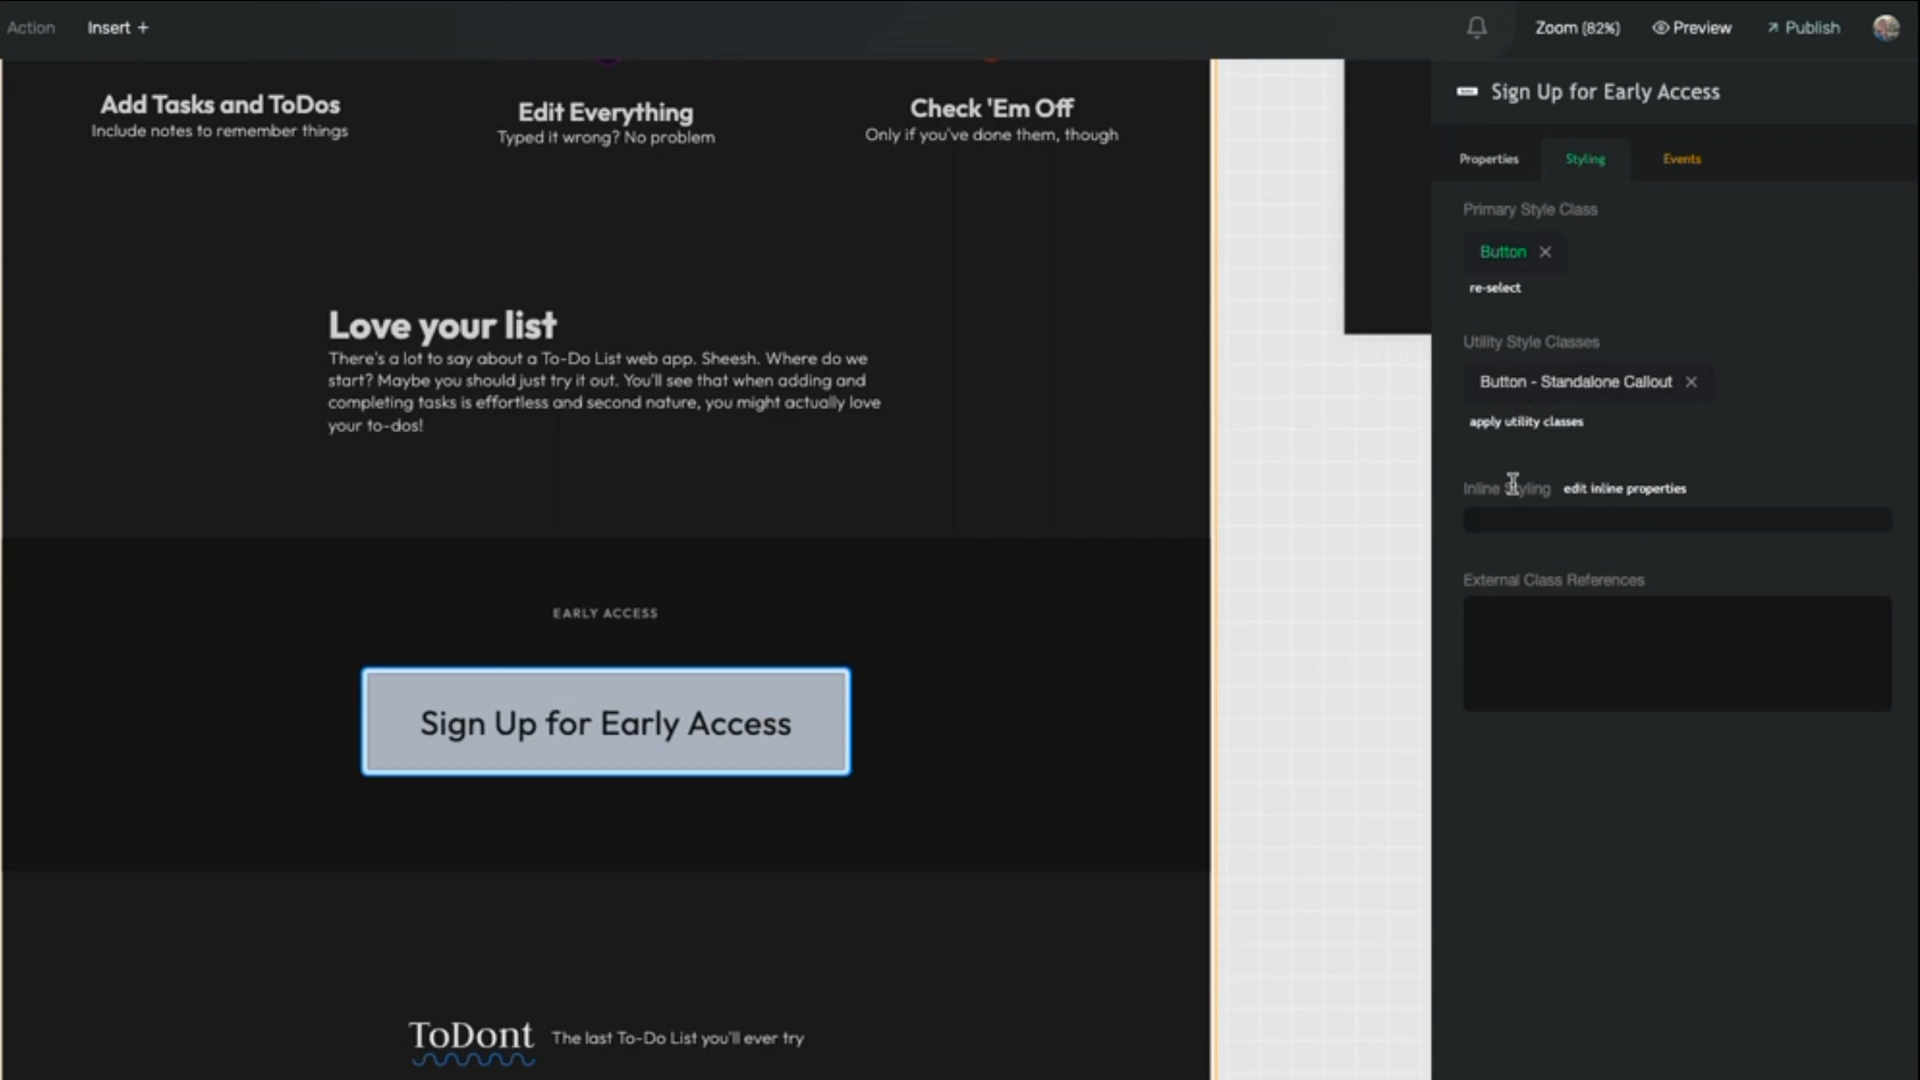 Action
Insert +
Zoom (82%)
Preview
Publish
Add Tasks and ToDos
Include notes to remember things
Edit Everything
Typed it wrong? No problem
Check 'Em Off
Only if you've done them, though
Love your list
There's a lot to say about a To-Do List web app. Sheesh. Where do we
start? Maybe you should just try it out. You'll see that when adding and
completing tasks is effortless and second nature, you might actually love
your to-dos!
EARLY ACCESS
Sign Up for Early Access
ToDont
The last To-Do List you'll ever try
Sign Up for Early Access
Properties
Styling
Events
Primary Style Class
Button
re-select
Utility Style Classes
Button - Standalone Callout
apply utility classes
Inline Styling
edit inline properties
External Class References